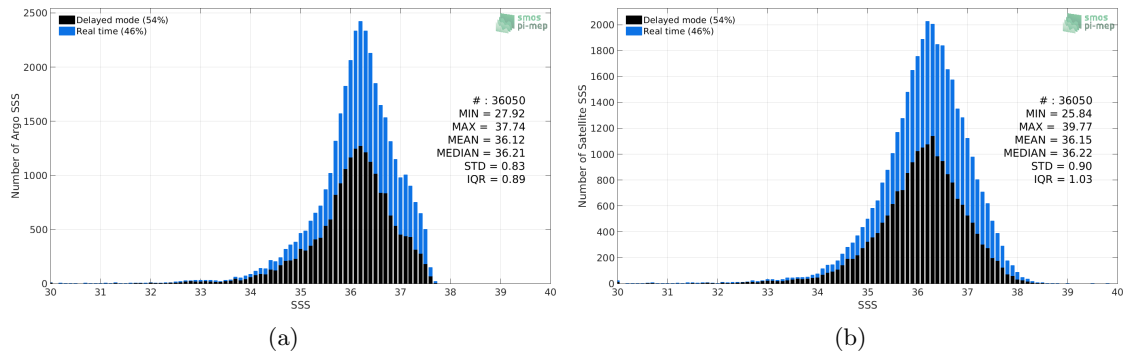 Delayed mode (54%)
Real time (46%)
smos
pi-mep
2500
2000
1500
1000
500
0
Number of Argo SSS
# : 36050
MIN = 27.92
MAX = 37.74
MEAN = 36.12
MEDIAN = 36.21
STD = 0.83
IQR = 0.89
30 31 32 33 34 35 36 37 38 39 40
SSS
(a)
Delayed mode (54%)
Real time (46%)
smos
pi-mep
2000
1800
1600
1400
1200
1000
800
600
400
200
0
Number of Satellite SSS
# : 36050
MIN = 25.84
MAX = 39.77
MEAN = 36.15
MEDIAN = 36.22
STD = 0.90
IQR = 1.03
30 31 32 33 34 35 36 37 38 39 40
SSS
(b)